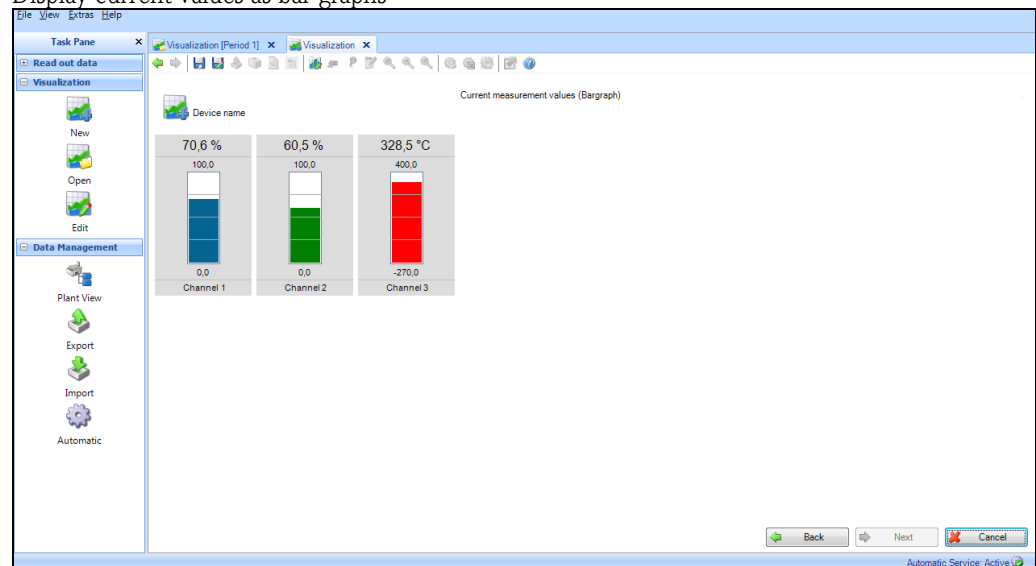 Display current values as bar graphs
File View Extras Help
Task Pane
Visualization [Period 1]
Visualization
Read out data
Visualization
Current measurement values (Bargraph)
Device name
New
70,6 %
60,5 %
328,5 °C
100,0
100,0
400,0
Open
Edit
Data Management
0,0
0,0
-270,0
Channel 1
Channel 2
Channel 3
Plant View
Export
Import
Automatic
Back
Next
Cancel
Automatic Service: Active